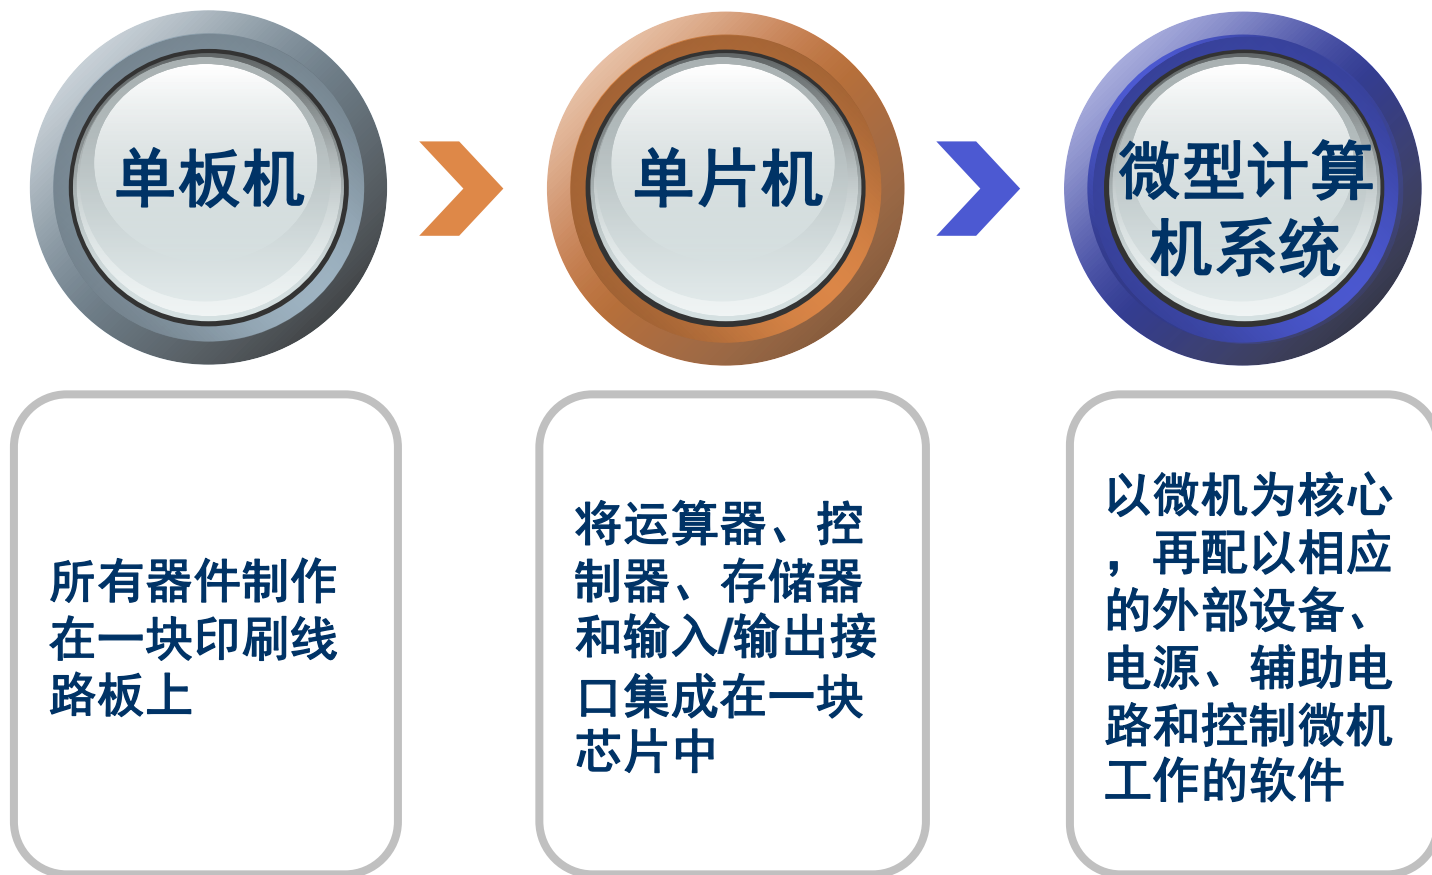 单板机
单片机
微型计算
机系统
所有器件制作
在一块印刷线
路板上
将运算器、控
制器、存储器
和输入/输出接
口集成在一块
芯片中
以微机为核心
，再配以相应
的外部设备、
电源、辅助电
路和控制微机
工作的软件